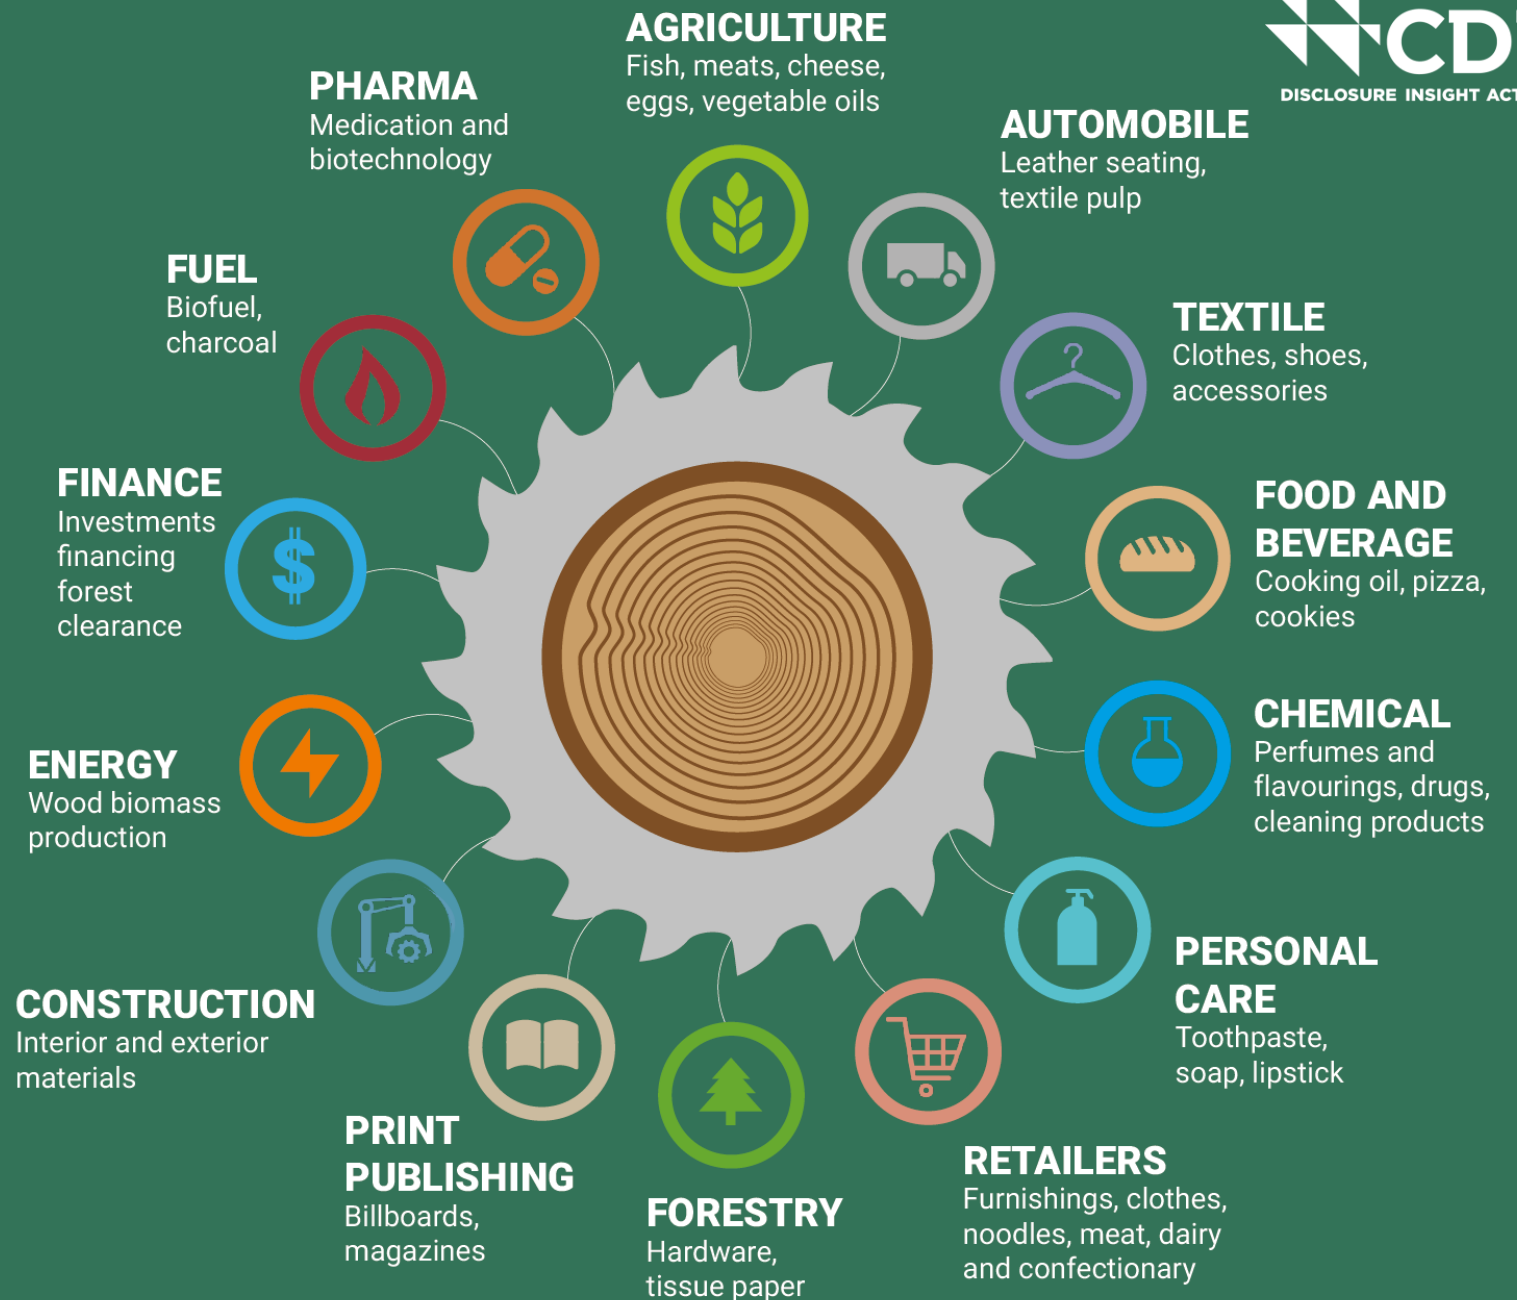 AGRICULTURE
Fish, meats, cheese,
eggs, vegetable oils
CD
DISCLOSURE INSIGHT
PHARMA
Medication and
biotechnology
AUTOMOBILE
Leather seating,
textile pulp
FUEL
Biofuel,
charcoal
TEXTILE
Clothes, shoes,
accessories
FINANCE
Investments
financing
forest
clearance
$
FOOD AND
BEVERAGE
Cooking oil, pizza,
cookies
CHEMICAL
Perfumes and
flavourings, drugs,
cleaning products
ENERGY
Wood biomass
production
PERSONAL
CARE
Toothpaste,
soap, lipstick
CONSTRUCTION
Interior and exterior
materials
PRINT
PUBLISHING
Billboards,
magazines
FORESTRY
Hardware,
tissue paper
RETAILERS
Furnishings, clothes,
noodles, meat, dairy
and confectionary